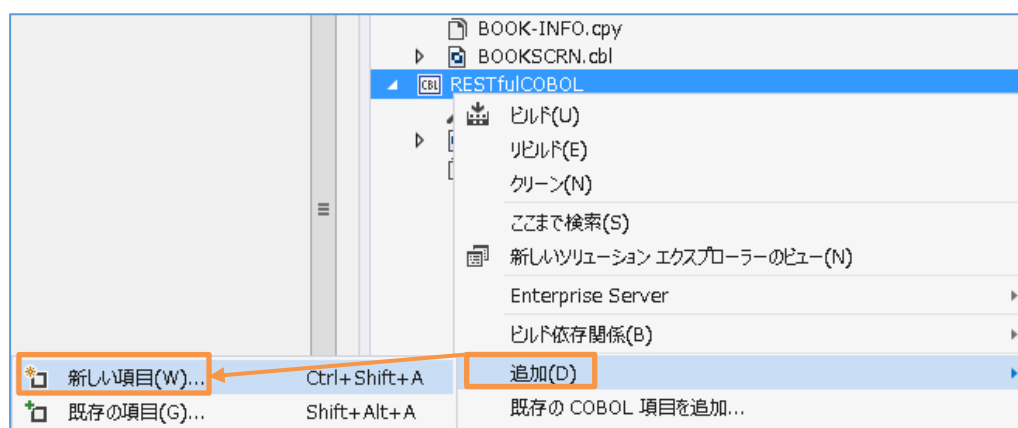 BOOK-INFO.cpy
BOOKSCRN.cbl
CBL RESTfulCOBOL
ビルド(U)
リビルド(E)
クリーン(N)
ここまで検索(S)
新しいソリューション エクスプローラーのビュー(N)
Enterprise Server
ビルド依存関係(B)
追加(D)
既存の COBOL 項目を追加...
新しい項目(W)... Ctrl+Shift+A
既存の項目(G)... Shift+Alt+A